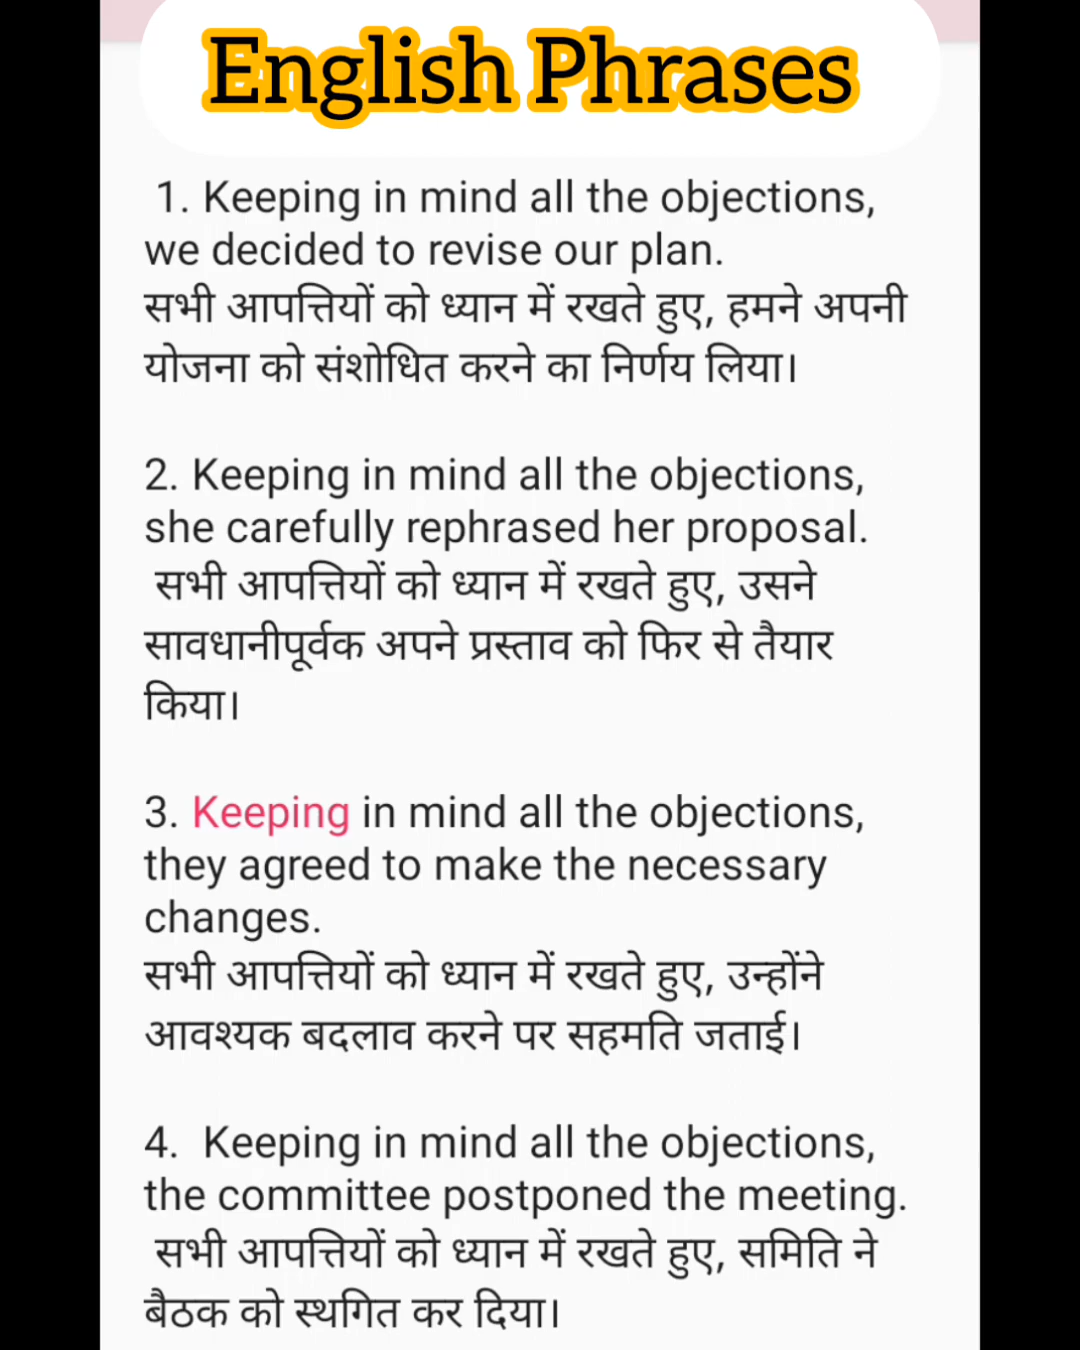 English Phrases
1. Keeping in mind all the objections,
we decided to revise our plan.
सभी आपत्तियों को ध्यान में रखते हुए, हमने अपनी
योजना को संशोधित करने का निर्णय लिया।
2. Keeping in mind all the objections,
she carefully rephrased her proposal.
सभी आपत्तियों को ध्यान में रखते हुए, उसने
सावधानीपूर्वक अपने प्रस्ताव को फिर से तैयार
किया।
3. Keeping in mind all the objections,
they agreed to make the necessary
changes.
सभी आपत्तियों को ध्यान में रखते हुए, उन्होंने
आवश्यक बदलाव करने पर सहमति जताई।
4. Keeping in mind all the objections,
the committee postponed the meeting.
सभी आपत्तियों को ध्यान में रखते हुए, समिति ने
बैठक को स्थगित कर दिया।